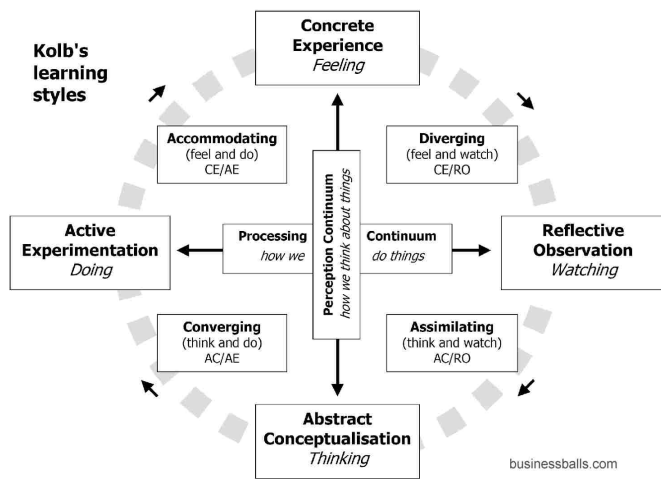 Kolb's
learning
styles
Concrete
Experience
Feeling
Accommodating
(feel and do)
CE/AE
Diverging
(feel and watch)
CE/RO
Active
Experimentation
Doing
Processing
how we
Perception Continuum
how we think about things
Continuum
do things
Reflective
Observation
Watching
Converging
(think and do)
AC/AE
Assimilating
(think and watch)
AC/RO
Abstract
Conceptualisation
Thinking
businessballs.com